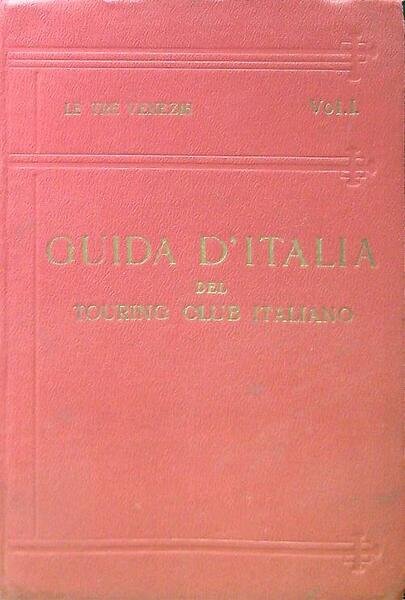 LE TRE VENEZIE Vol. I
GUIDA D'ITALIA
DEL
TOURING CLUB ITALIANO